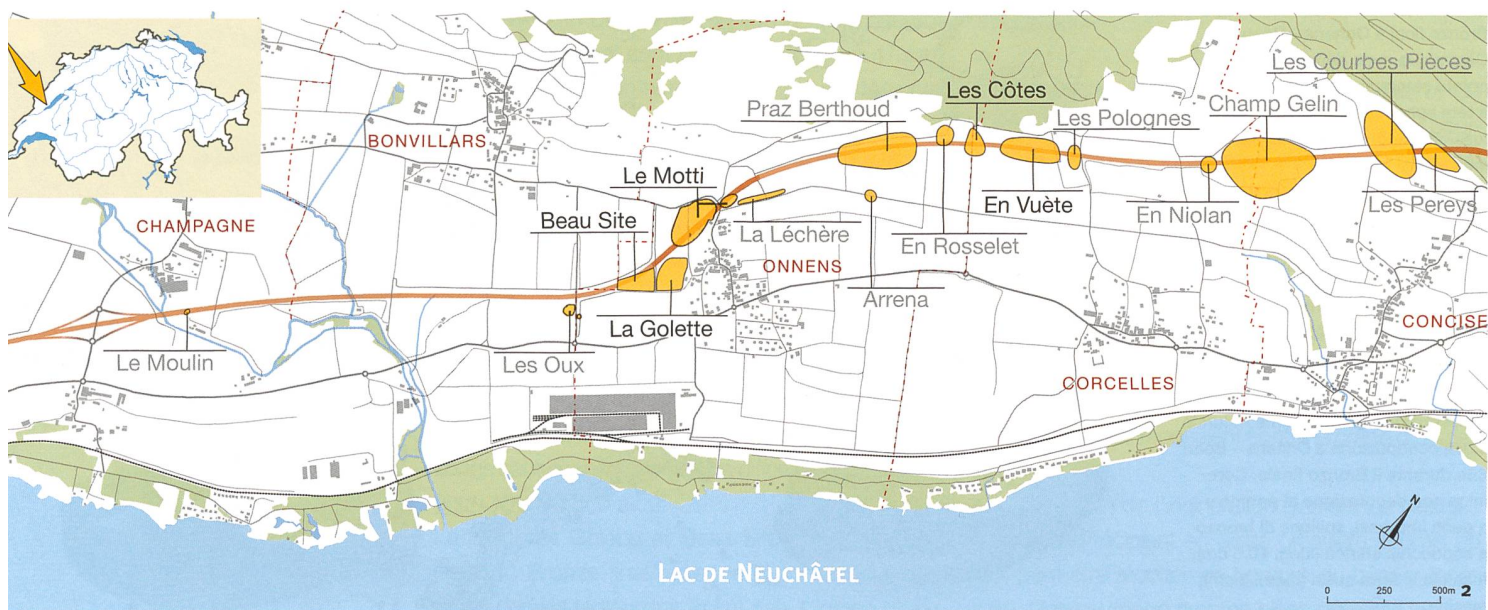 Les Courbes Pièces
Les Côtes
Praz Berthoud
Champ Gelin
Les Polognes
BONVILLARS
Le Motti
En Vuète
En Niolan
Les Pereys
CHAMPAGNE
Beau Site
La Léchère
En Rosselet
ONNENS
Arrena
La Golette
CONCISE
Le Moulin
Les Oux
CORCELLES
N
LAC DE NEUCHÂTEL
0 250 500m 2